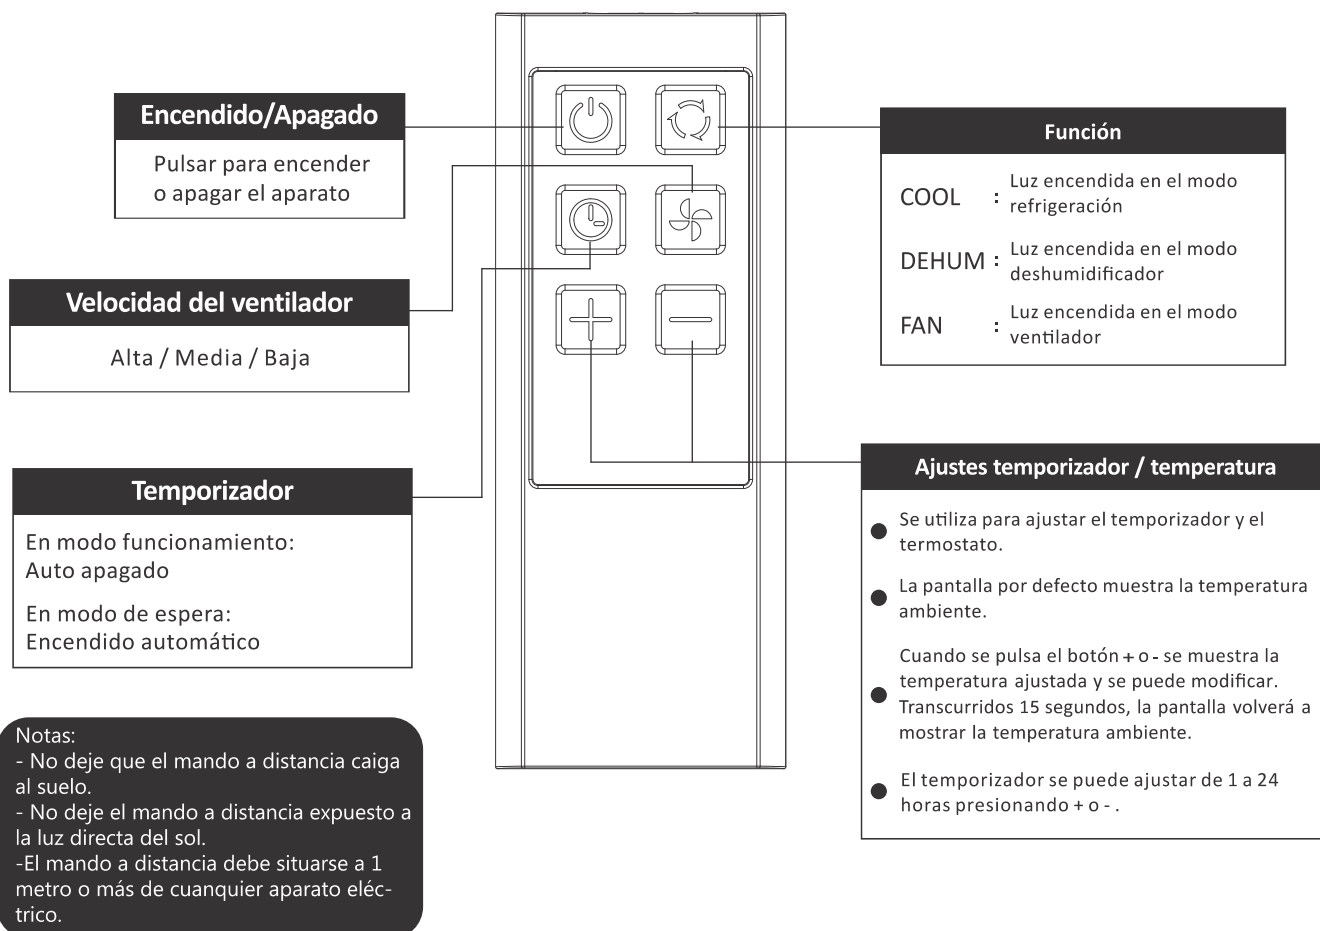 Encendido/Apagado
Pulsar para encender
o apagar el aparato
Velocidad del ventilador
Alta / Media / Baja
Temporizador
En modo funcionamiento:
Auto apagado
En modo de espera:
Encendido automático
Notas:
- No deje que el mando a distancia caiga
al suelo.
- No deje el mando a distancia expuesto a
la luz directa del sol.
-El mando a distancia debe situarse a 1
metro o más de cuanquier aparato eléc-
trico.
Función
COOL : Luz encendida en el modo
refrigeración
DEHUM : Luz encendida en el modo
deshumidificador
FAN : Luz encendida en el modo
ventilador
Ajustes temporizador / temperatura
● Se utiliza para ajustar el temporizador y el
termostato.
● La pantalla por defecto muestra la temperatura
ambiente.
● Cuando se pulsa el botón + o - se muestra la
temperatura ajustada y se puede modificar.
Transcurridos 15 segundos, la pantalla volverá a
mostrar la temperatura ambiente.
● El temporizador se puede ajustar de 1 a 24
horas presionando + o - .